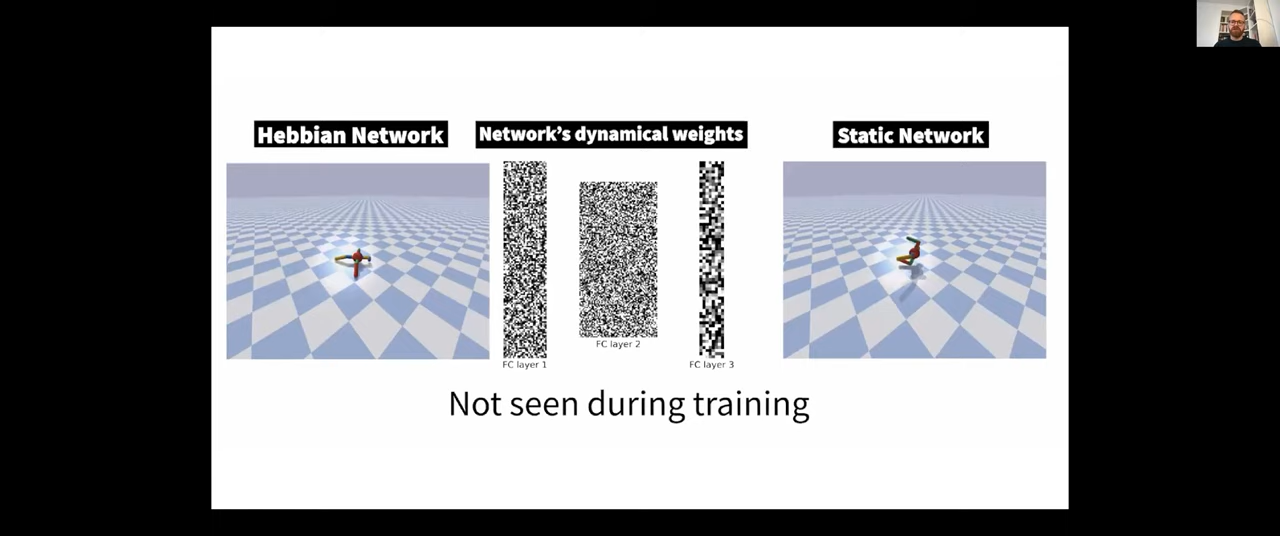 Hebbian Network
Network's dynamical weights
Static Network
FC layer 1
FC layer 2
FC layer 3
Not seen during training